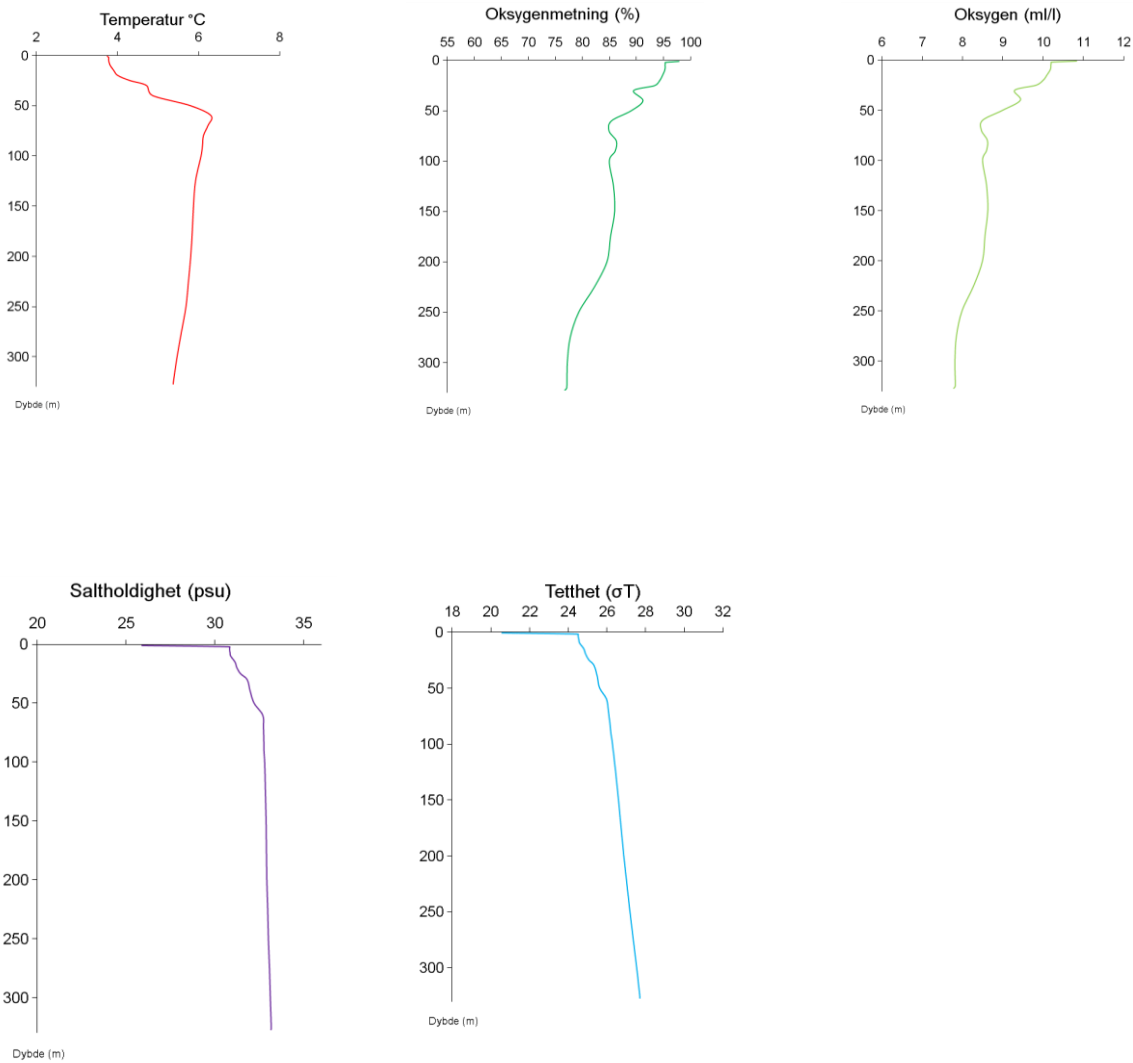 Temperatur °C
2 4 6 8
0
50
100
150
200
250
300
Dybde (m)
Oksygenmetning (%)
55 60 65 70 75 80 85 90 95 100
0
50
100
150
200
250
300
Dybde (m)
Oksygen (ml/l)
6 7 8 9 10 11 12
0
50
100
150
200
250
300
Dybde (m)
Saltholdighet (psu)
20 25 30 35
0
50
100
150
200
250
300
Dybde (m)
Tetthet (σT)
18 20 22 24 26 28 30 32
0
50
100
150
200
250
300
Dybde (m)